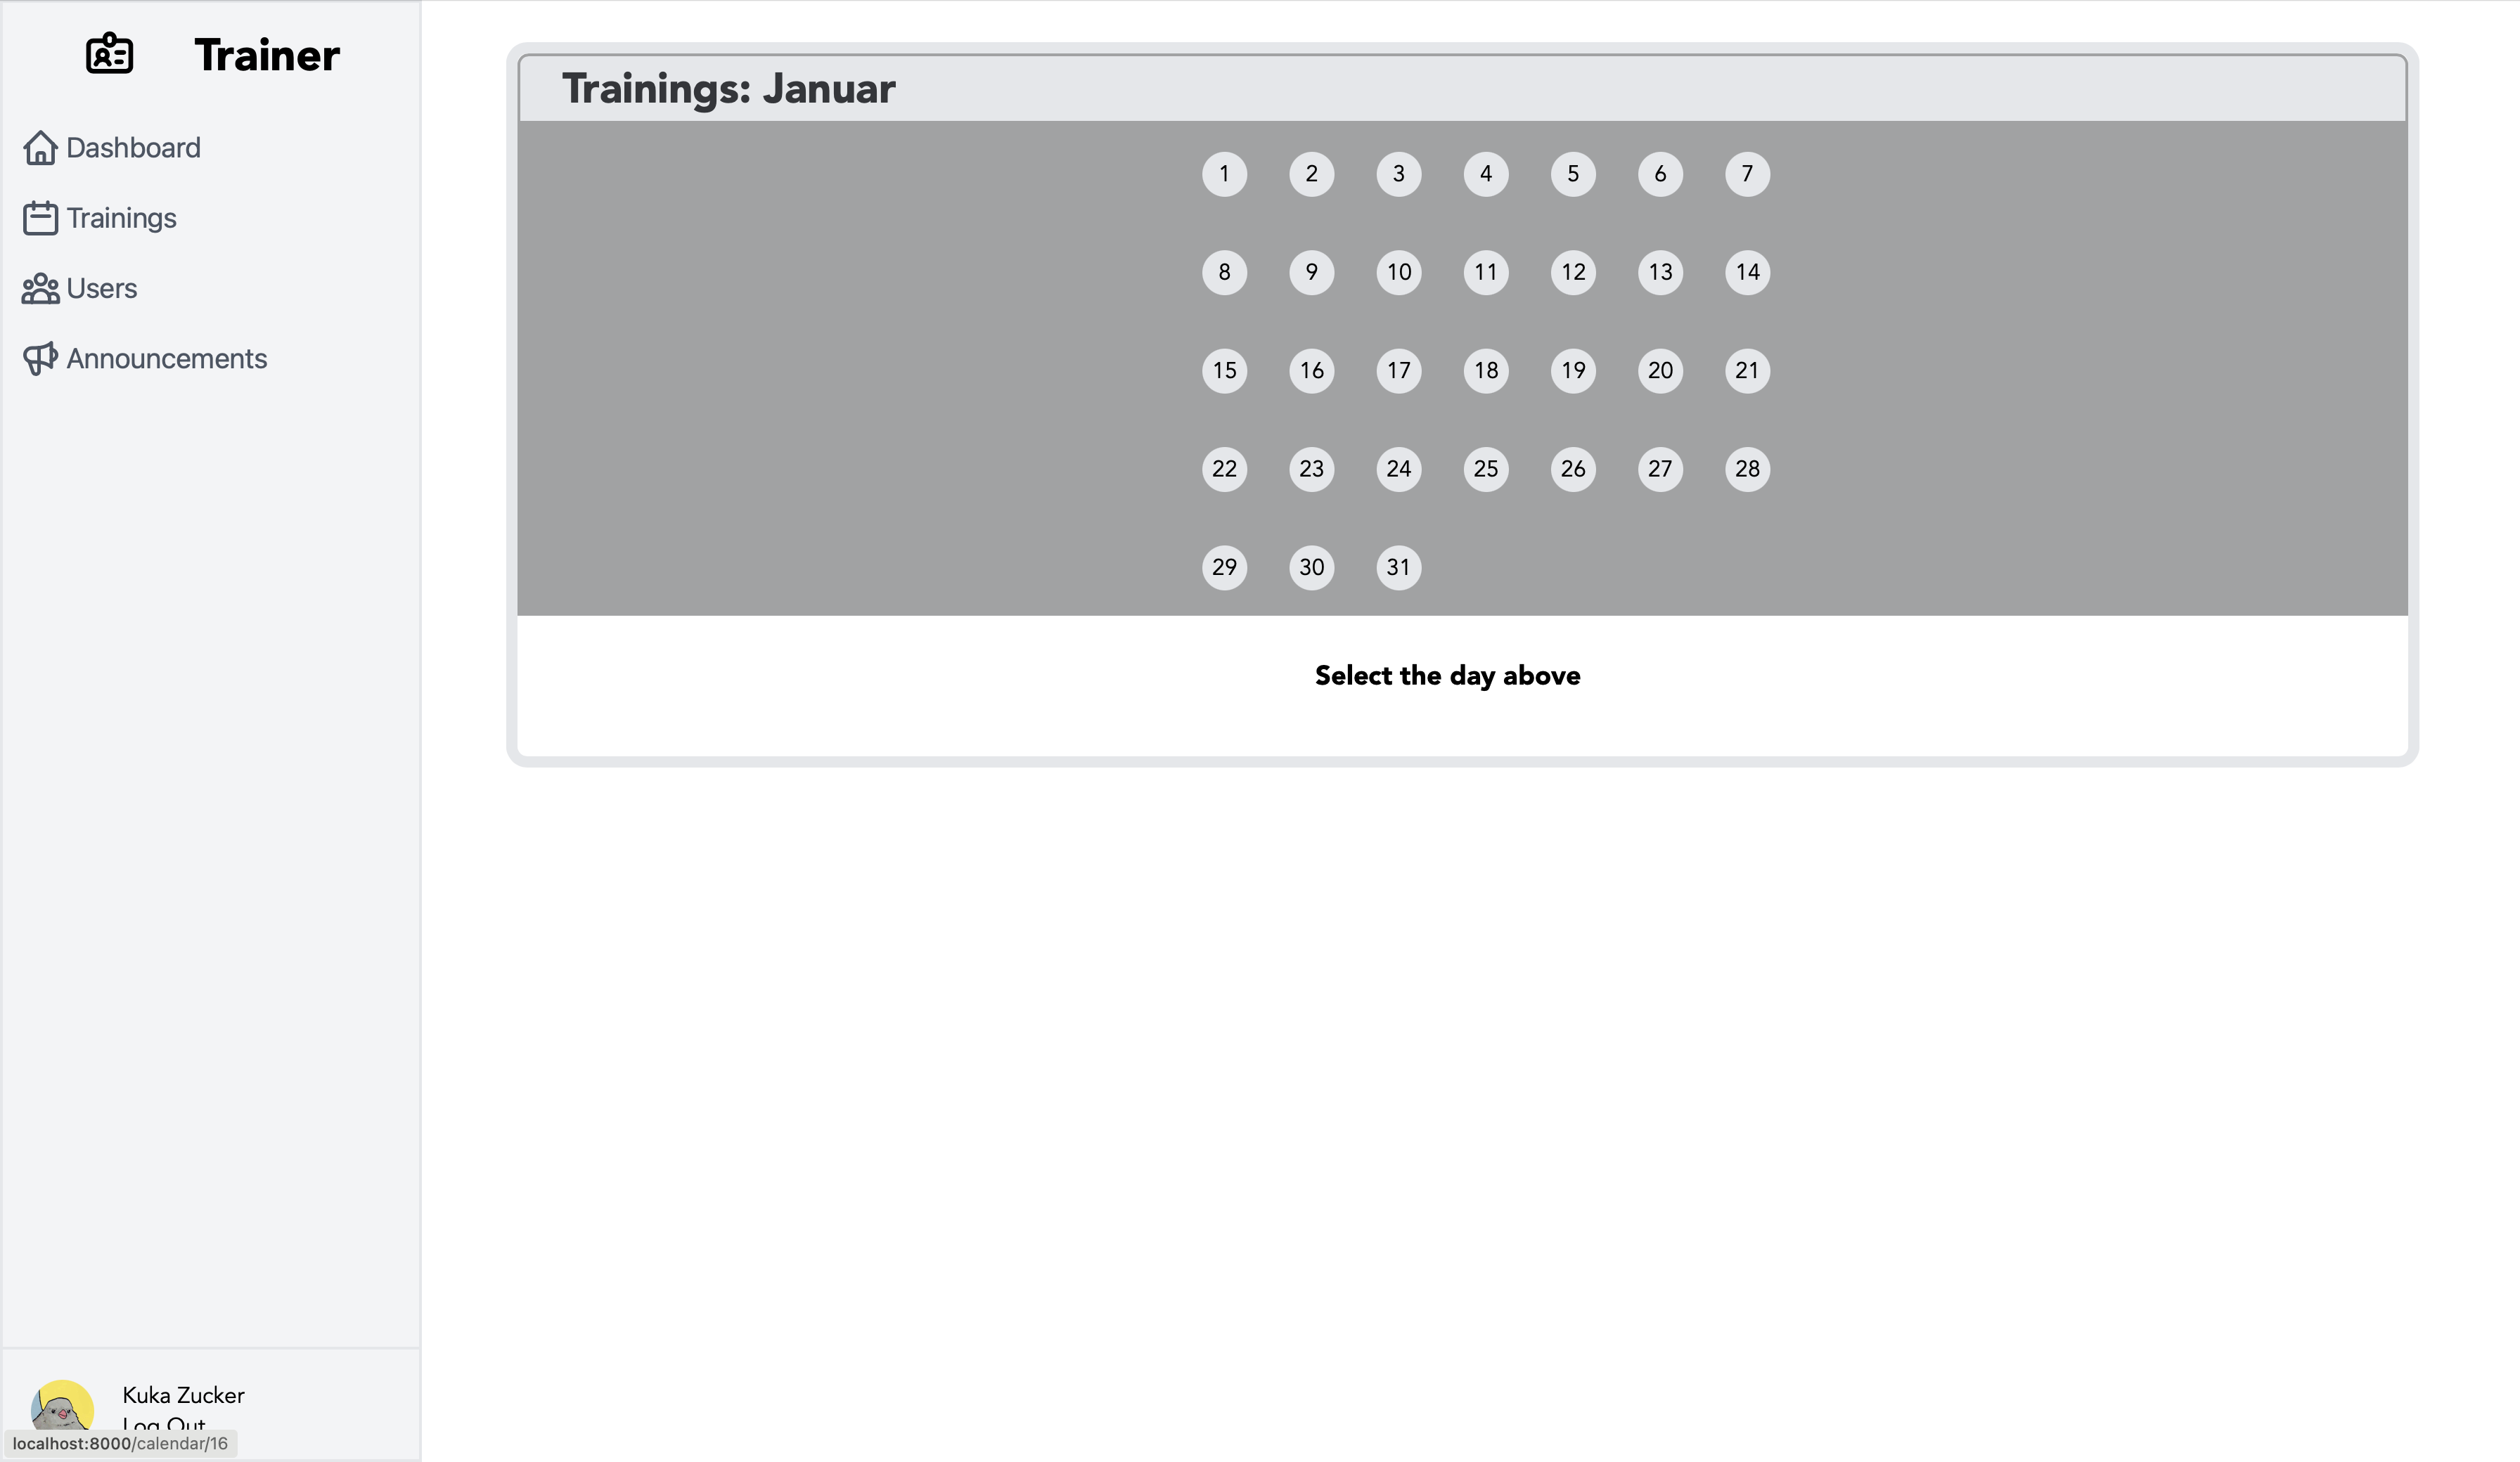 Trainer
Dashboard
Trainings
Users
Announcements
Trainings: Januar
1 2 3 4 5 6 7
8 9 10 11 12 13 14
15 16 17 18 19 20 21
22 23 24 25 26 27 28
29 30 31
Select the day above
Kuka Zucker
Log Out
localhost:8000/calendar/16